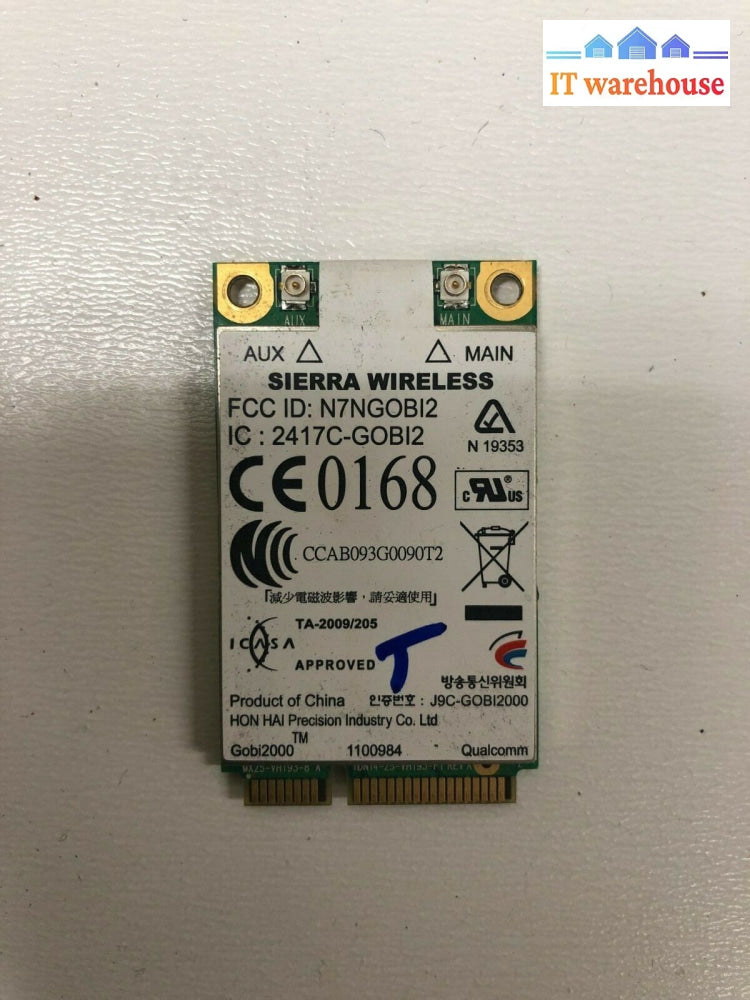 IT warehouse
AUX MAIN
AUX MAIN
SIERRA WIRELESS
FCC ID: N7NGOBI2
IC : 2417C-GOBI2
N 19353
CE0168
c RU ® US
CCAB093G0090T2
「減少電磁波影響，請妥適使用」
TA-2009/205
ICASA
APPROVED
T
방송통신위원회
Product of China 인증번호 : J9C-GOBI2000
HON HAI Precision Industry Co. Ltd
Gobi2000 TM 1100984 Qualcomm